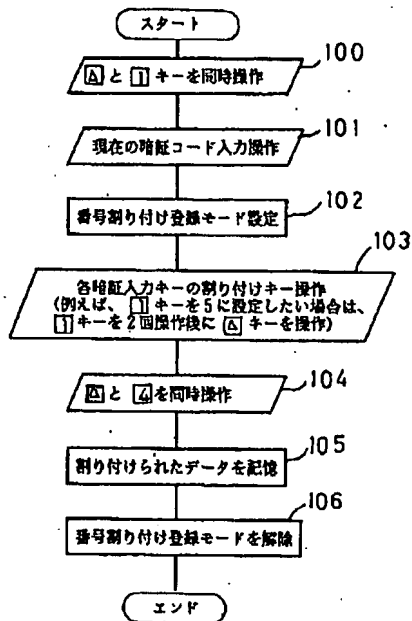 スタート
100
Δ と 1 キーを同時操作
101
現在の暗証コード入力操作
102
番号割り付け登録モード設定
103
各暗証入力キーの割り付けキー操作
(例えば、 1 キーを5に設定したい場合は、
1 キーを2回操作後に Δ キーを操作)
104
Δ と 4 を同時操作
105
割り付けられたデータを記憶
106
番号割り付け登録モードを解除
エンド